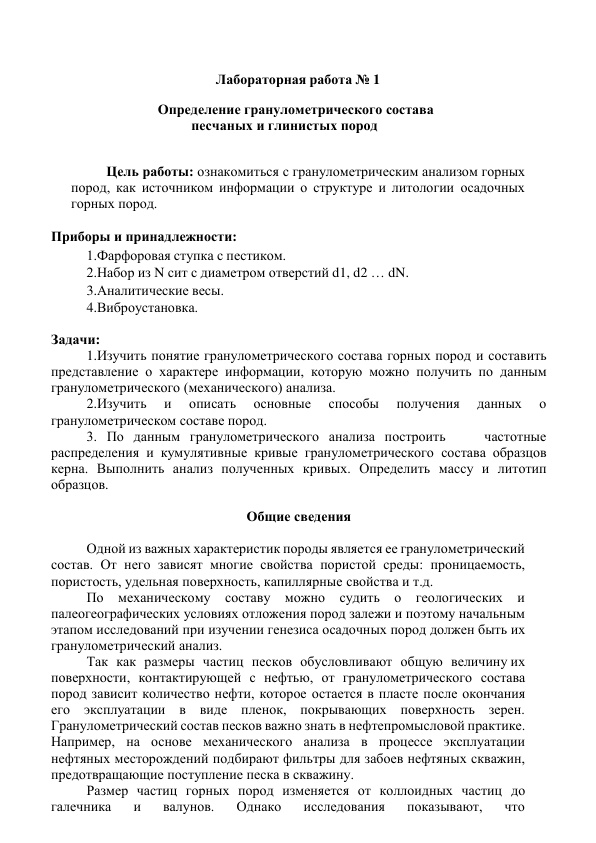 Лабораторная работа № 1
Определение гранулометрического состава
песчаных и глинистых пород
Цель работы: ознакомиться с гранулометрическим анализом горных
пород, как источником информации о структуре и литологии осадочных
горных пород.
Приборы и принадлежности:
1.Фарфоровая ступка с пестиком.
2.Набор из N сит с диаметром отверстий d1, d2 … dN.
3.Аналитические весы.
4.Виброустановка.
Задачи:
1.Изучить понятие гранулометрического состава горных пород и составить
представление о характере информации, которую можно получить по данным
гранулометрического (механического) анализа.
2.Изучить и описать основные способы получения данных о
гранулометрическом составе пород.
3. По данным гранулометрического анализа построить частотные
распределения и кумулятивные кривые гранулометрического состава образцов
керна. Выполнить анализ полученных кривых. Определить массу и литотип
образцов.
Общие сведения
Одной из важных характеристик породы является ее гранулометрический
состав. От него зависят многие свойства пористой среды: проницаемость,
пористость, удельная поверхность, капиллярные свойства и т.д.
По механическому составу можно судить о геологических и
палеогеографических условиях отложения пород залежи и поэтому начальным
этапом исследований при изучении генезиса осадочных пород должен быть их
гранулометрический анализ.
Так как размеры частиц песков обусловливают общую величину их
поверхности, контактирующей с нефтью, от гранулометрического состава
пород зависит количество нефти, которое остается в пласте после окончания
его эксплуатации в виде пленок, покрывающих поверхность зерен.
Гранулометрический состав песков важно знать в нефтепромысловой практике.
Например, на основе механического анализа в процессе эксплуатации
нефтяных месторождений подбирают фильтры для забоев нефтяных скважин,
предотвращающие поступление песка в скважину.
Размер частиц горных пород изменяется от коллоидных частиц до
галечника и валунов. Однако исследования показывают, что